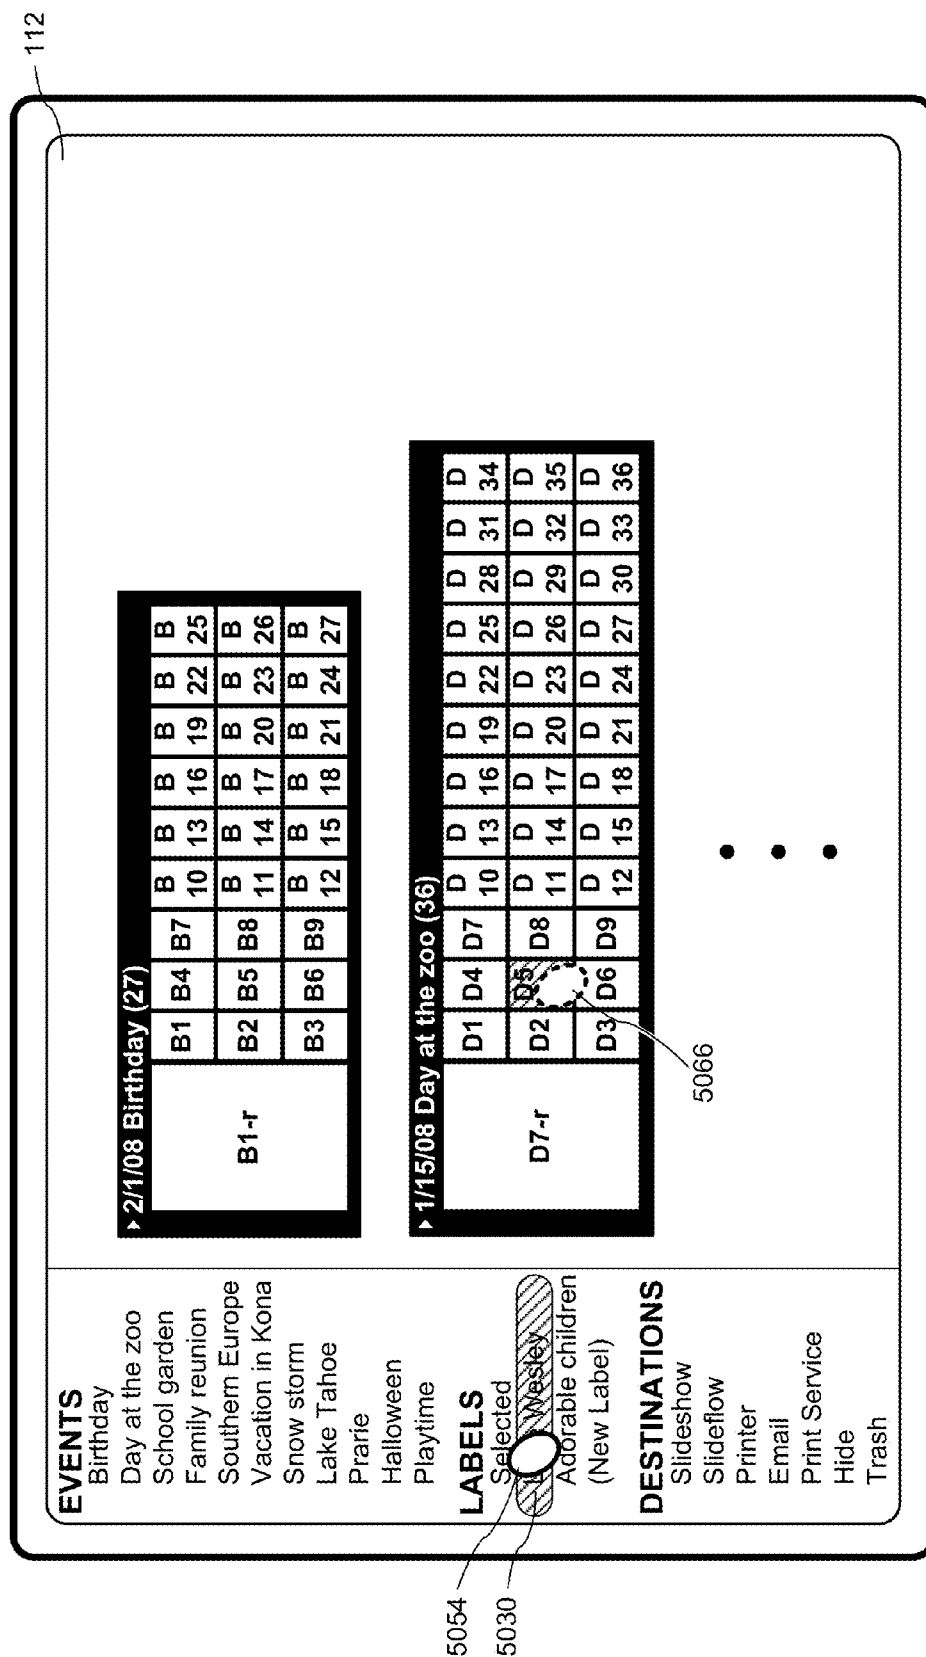 112
EVENTS
Birthday
Day at the zoo
School garden
Family reunion
Southern Europe
Vacation in Kona
Snow storm
Lake Tahoe
Prarie
Halloween
Playtime
LABELS
Selected
Wesley
Adorable children
(New Label)
DESTINATIONS
Slideshow
Slideflow
Printer
Email
Print Service
Hide
Trash
5054
5030
2/1/08 Birthday (27)
B1-r
B1 B4 B7 B 10 B 13 B 16 B 19 B 22 B 25
B2 B5 B8 B 11 B 14 B 17 B 20 B 23 B 26
B3 B6 B9 B 12 B 15 B 18 B 21 B 24 B 27
1/15/08 Day at the zoo (36)
D7-r
D1 D4 D7 D 10 D 13 D 16 D 19 D 22 D 25 D 28 D 31 D 34
D2 D5 D8 D 11 D 14 D 17 D 20 D 23 D 26 D 29 D 32 D 35
D3 D6 D9 D 12 D 15 D 18 D 21 D 24 D 27 D 30 D 33 D 36
5066